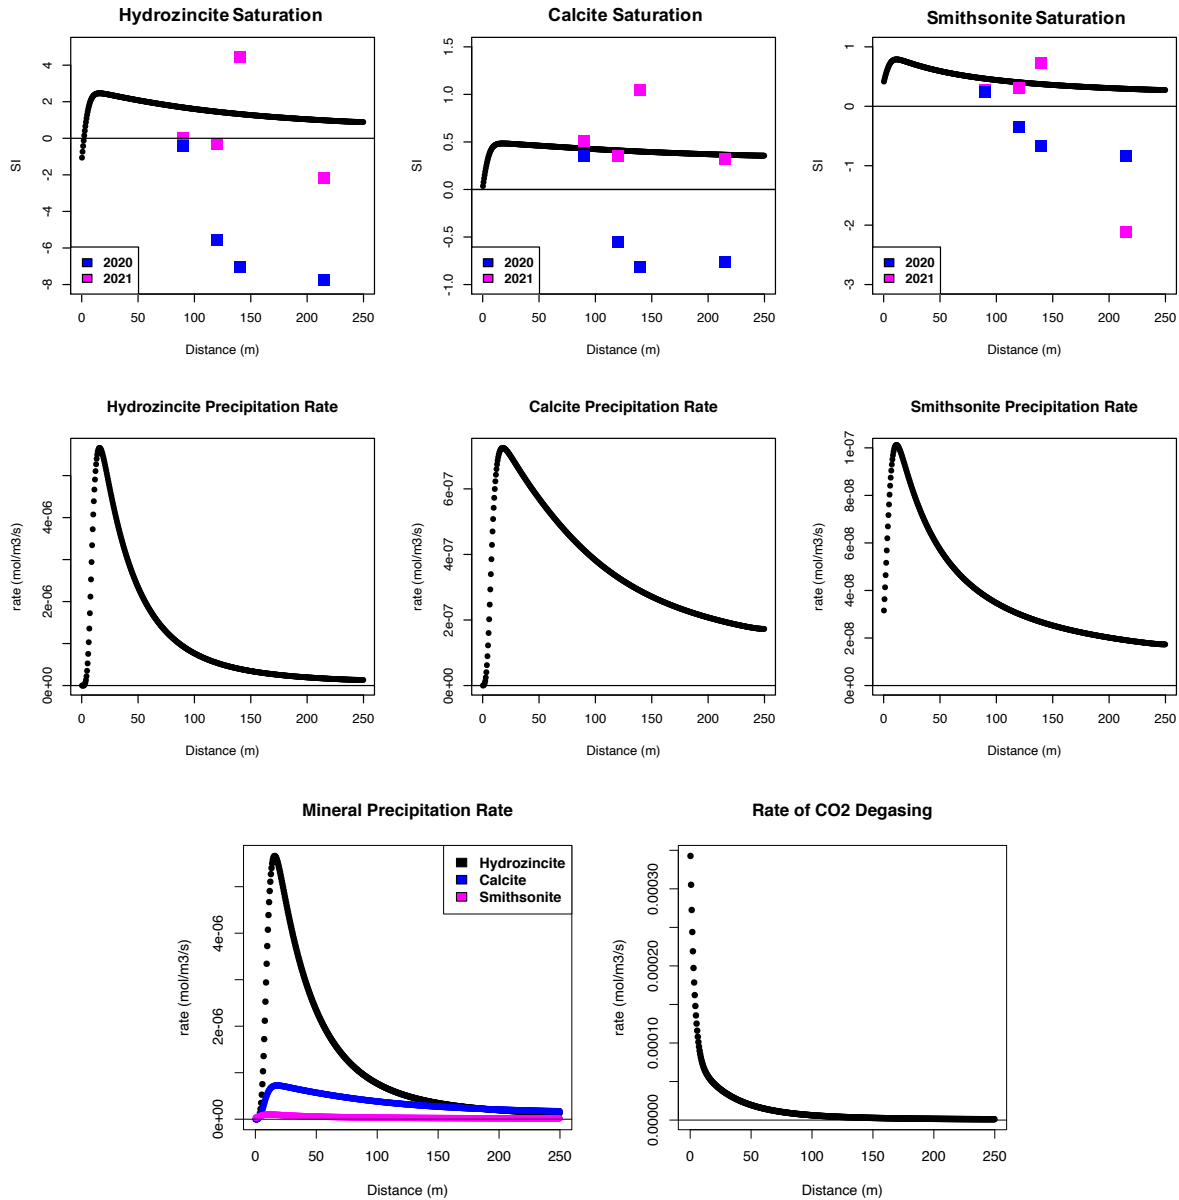 Hydrozincite Saturation
SI
4
2
0
-2
-4
-6
-8
2020
2021
0 50 100 150 200 250
Distance (m)
Calcite Saturation
SI
1.5
1.0
0.5
0.0
-0.5
-1.0
2020
2021
0 50 100 150 200 250
Distance (m)
Smithsonite Saturation
SI
1
0
-1
-2
-3
2020
2021
0 50 100 150 200 250
Distance (m)
Hydrozincite Precipitation Rate
rate (mol/m3/s)
4e-06
2e-06
0e+00
0 50 100 150 200 250
Distance (m)
Calcite Precipitation Rate
rate (mol/m3/s)
6e-07
4e-07
2e-07
0e+00
0 50 100 150 200 250
Distance (m)
Smithsonite Precipitation Rate
rate (mol/m3/s)
1e-07
8e-08
6e-08
4e-08
2e-08
0e+00
0 50 100 150 200 250
Distance (m)
Mineral Precipitation Rate
rate (mol/m3/s)
4e-06
2e-06
0e+00
Hydrozincite
Calcite
Smithsonite
0 50 100 150 200 250
Distance (m)
Rate of CO2 Degasing
rate (mol/m3/s)
0.00030
0.00020
0.00010
0.00000
0 50 100 150 200 250
Distance (m)